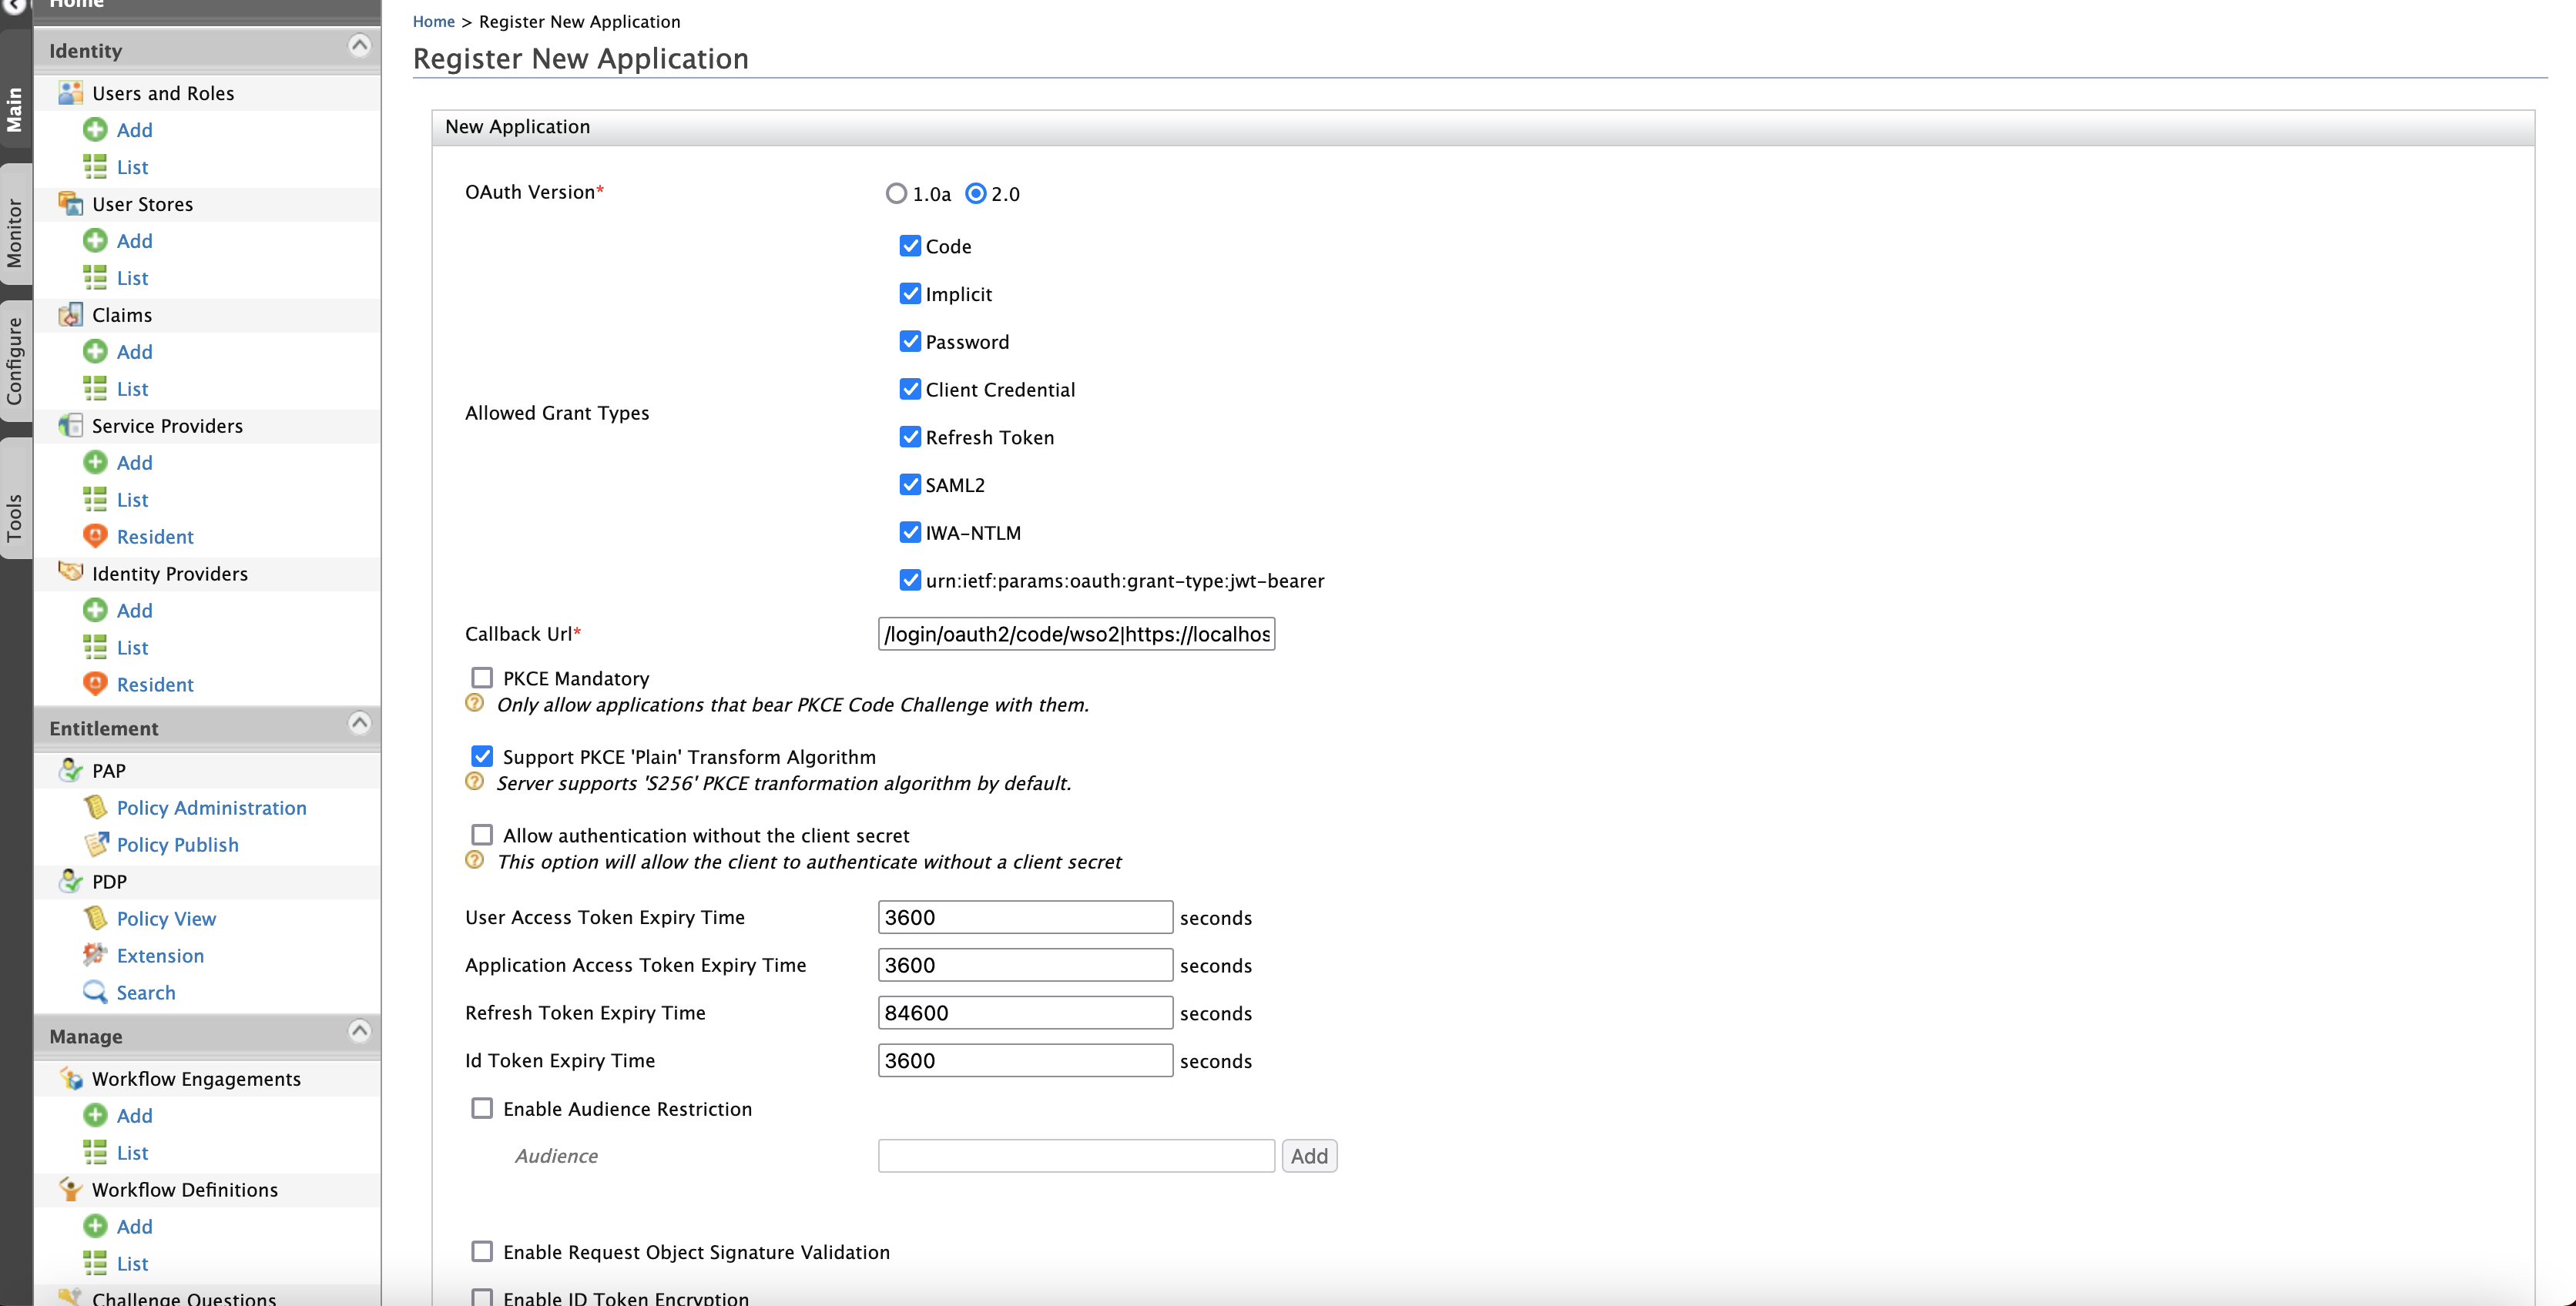 Home
Main
Monitor
Configure
Tools
Identity
Users and Roles
Add
List
User Stores
Add
List
Claims
Add
List
Service Providers
Add
List
Resident
Identity Providers
Add
List
Resident
Entitlement
PAP
Policy Administration
Policy Publish
PDP
Policy View
Extension
Search
Manage
Workflow Engagements
Add
List
Workflow Definitions
Add
List
Challenge Questions
Home > Register New Application
Register New Application
New Application
OAuth Version* 1.0a 2.0
Allowed Grant Types
Code
Implicit
Password
Client Credential
Refresh Token
SAML2
IWA-NTLM
urn:ietf:params:oauth:grant-type:jwt-bearer
Callback Url* /login/oauth2/code/wso2|https://localhos
PKCE Mandatory
Only allow applications that bear PKCE Code Challenge with them.
Support PKCE 'Plain' Transform Algorithm
Server supports 'S256' PKCE tranformation algorithm by default.
Allow authentication without the client secret
This option will allow the client to authenticate without a client secret
User Access Token Expiry Time 3600 seconds
Application Access Token Expiry Time 3600 seconds
Refresh Token Expiry Time 84600 seconds
Id Token Expiry Time 3600 seconds
Enable Audience Restriction
Audience Add
Enable Request Object Signature Validation
Enable ID Token Encryption